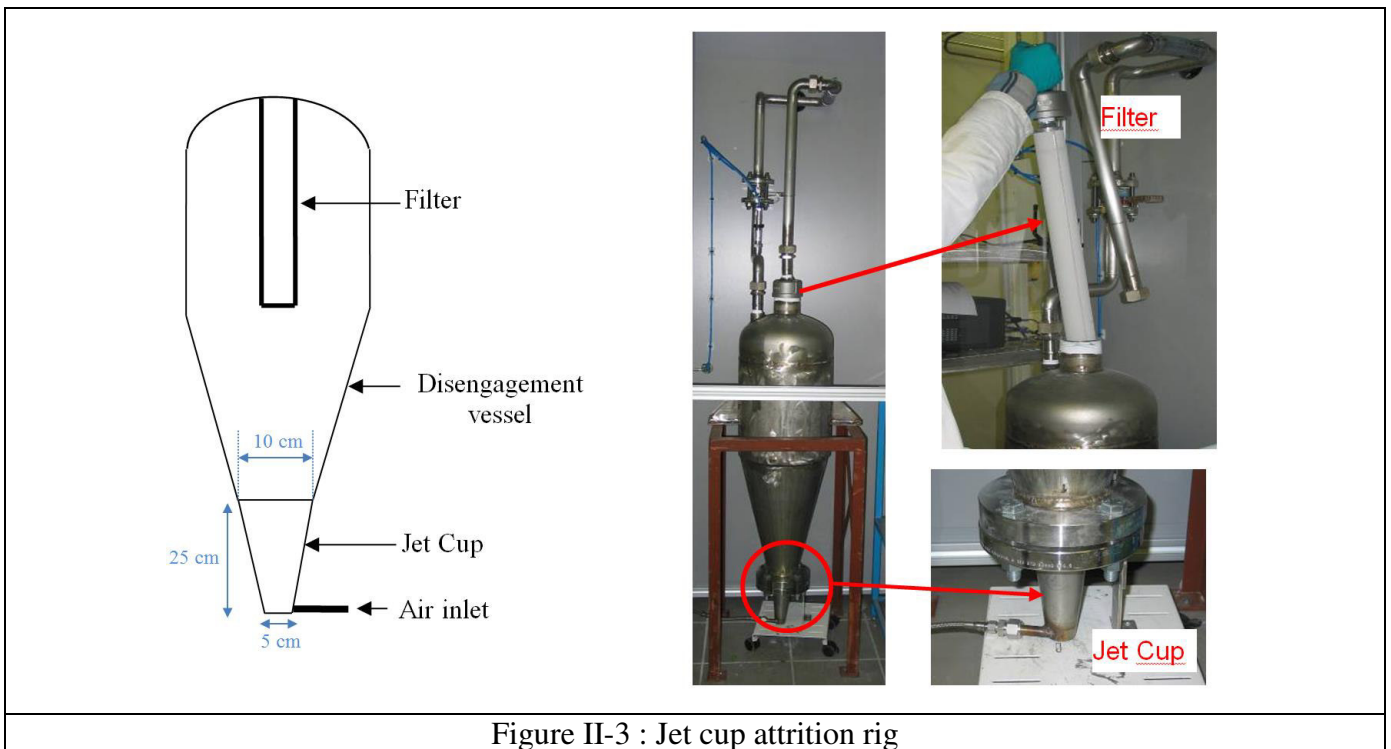 Filter
Disengagement
vessel
10 cm
25 cm
Jet Cup
Air inlet
5 cm
Filter
Jet Cup
Figure II-3 : Jet cup attrition rig